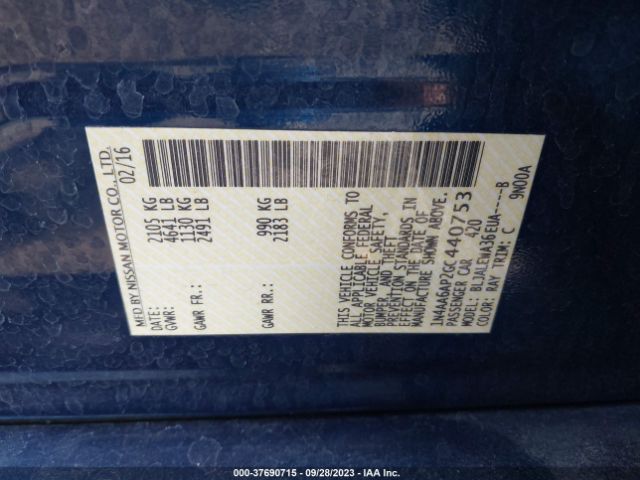 MFD BY NISSAN MOTOR CO., LTD.
DATE: 02/16
GVWR: 2105 KG
4641 LB
GAWR FR.: 1130 KG
2491 LB
GAWR RR.: 990 KG
2183 LB
THIS VEHICLE CONFORMS TO
ALL APPLICABLE FEDERAL
MOTOR VEHICLE SAFETY,
BUMPER, AND THEFT
PREVENTION STANDARDS IN
EFFECT ON THE DATE OF
MANUFACTURE SHOWN ABOVE.
1N4AA6AP2GC 440753
PASSENGER CAR 420
MODEL: BLJALEWA36EUA-----B
COLOR: RAY TRIM: C 9N00A
000-37690715 - 09/28/2023 - IAA Inc.